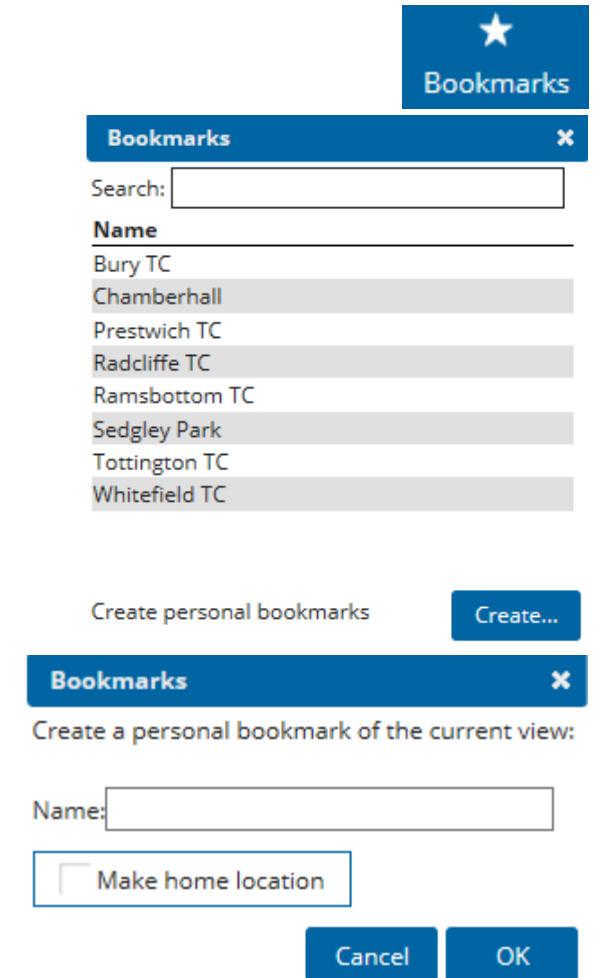 Bookmarks
Bookmarks
Search:
Name
Bury TC
Chamberhall
Prestwich TC
Radcliffe TC
Ramsbottom TC
Sedgley Park
Tottington TC
Whitefield TC
Create personal bookmarks Create...
Bookmarks
Create a personal bookmark of the current view:
Name:
Make home location
Cancel OK